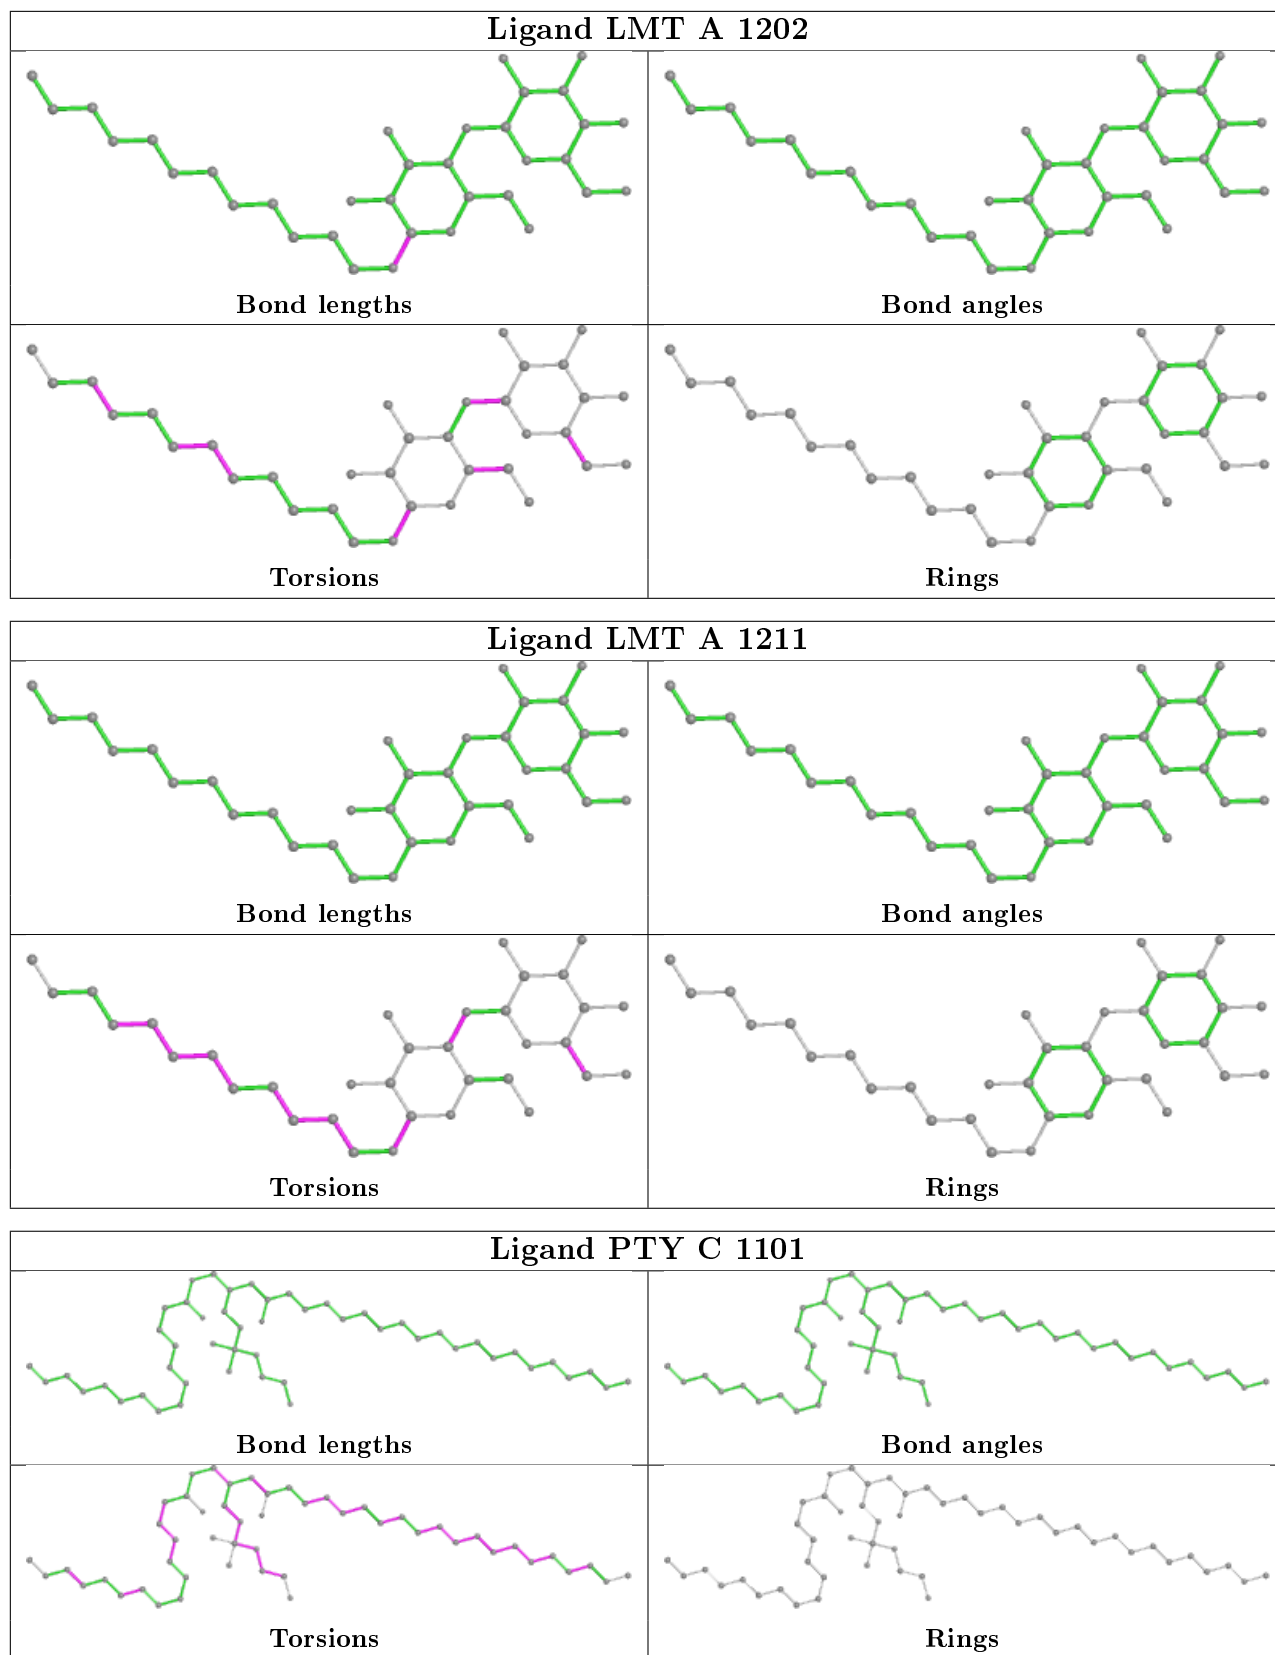 Ligand LMT A 1202
Bond lengths
Bond angles
Torsions
Rings
Ligand LMT A 1211
Bond lengths
Bond angles
Torsions
Rings
Ligand PTY C 1101
Bond lengths
Bond angles
Torsions
Rings